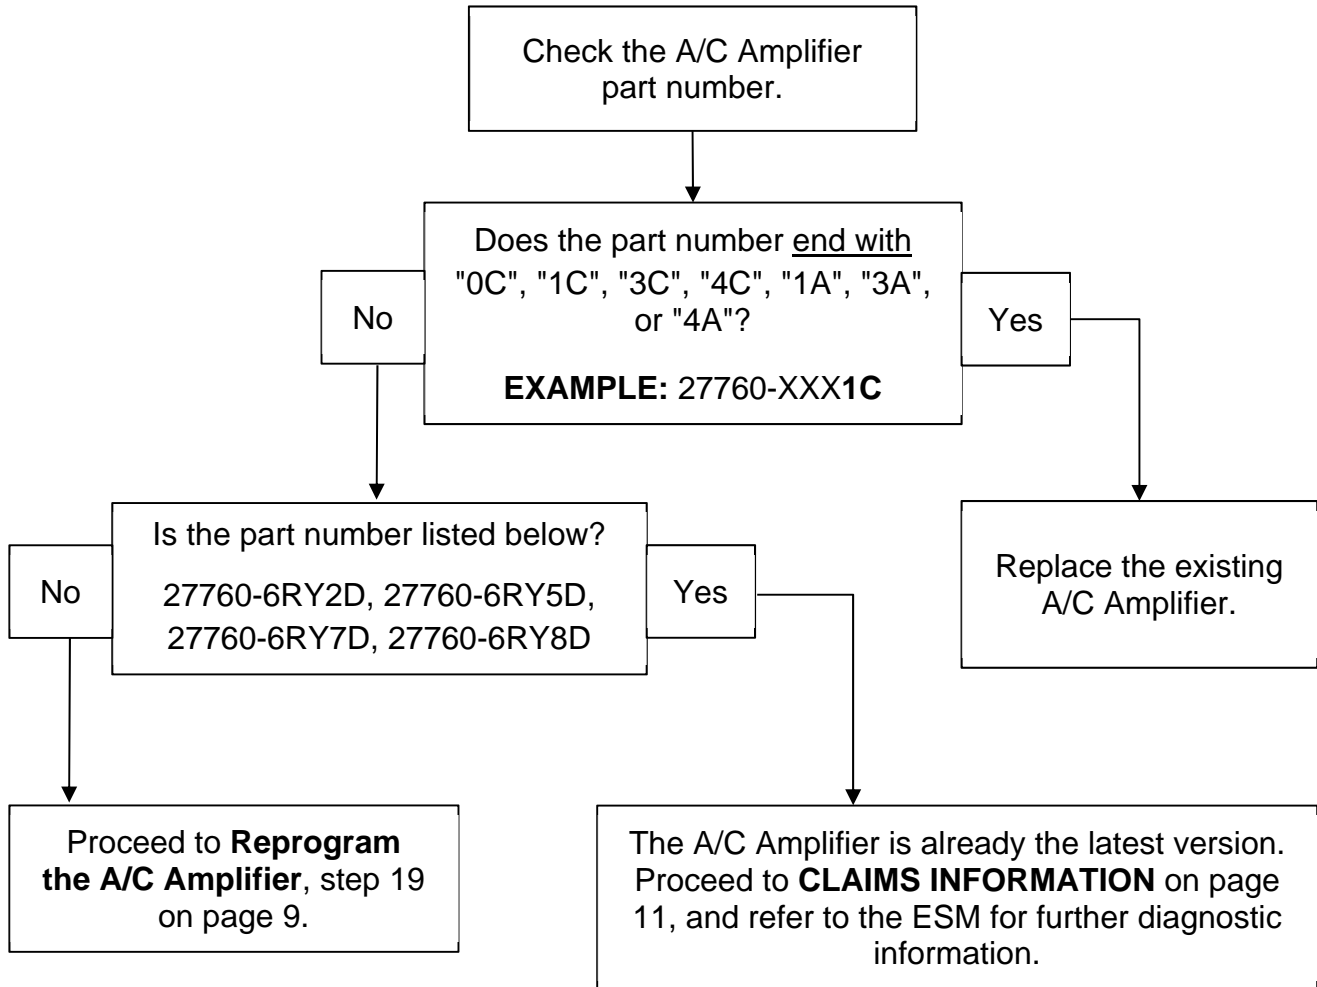 Check the A/C Amplifier
part number.
Does the part number end with
"0C", "1C", "3C", "4C", "1A", "3A",
or "4A"?
EXAMPLE: 27760-XXX1C
No
Yes
Is the part number listed below?
27760-6RY2D, 27760-6RY5D,
27760-6RY7D, 27760-6RY8D
No
Yes
Replace the existing
A/C Amplifier.
Proceed to Reprogram
the A/C Amplifier, step 19
on page 9.
The A/C Amplifier is already the latest version.
Proceed to CLAIMS INFORMATION on page
11, and refer to the ESM for further diagnostic
information.